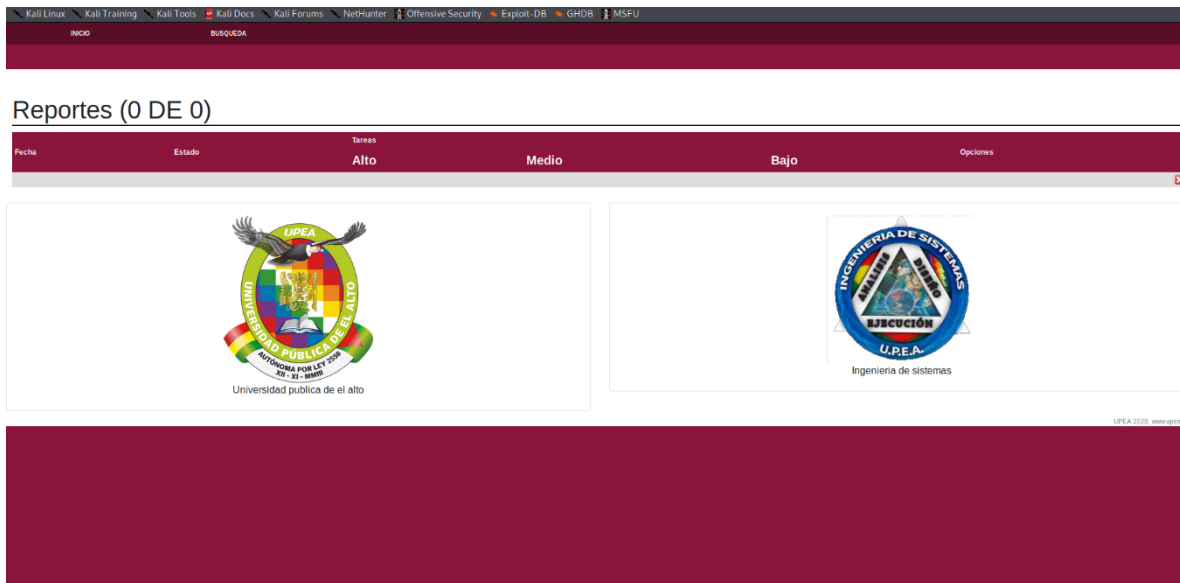 Kali Linux Kali Training Kali Tools Kali Docs Kali Forums NetHunter Offensive Security Exploit-DB GHDB MSFU
INICIO BUSQUEDA
Reportes (0 DE 0)
Fecha Estado Tareas Opciones
Alto Medio Bajo
UPEA
UNIVERSIDAD PÚBLICA DE EL ALTO
AUTÓNOMA POR LEY 2556
XII - XI - MMIII
Universidad publica de el alto
INGENIERIA DE SISTEMAS
ANALISIS DISEÑO
EJECUCIÓN
U.P.E.A.
Ingenieria de sistemas
UPEA 2020, www.upea